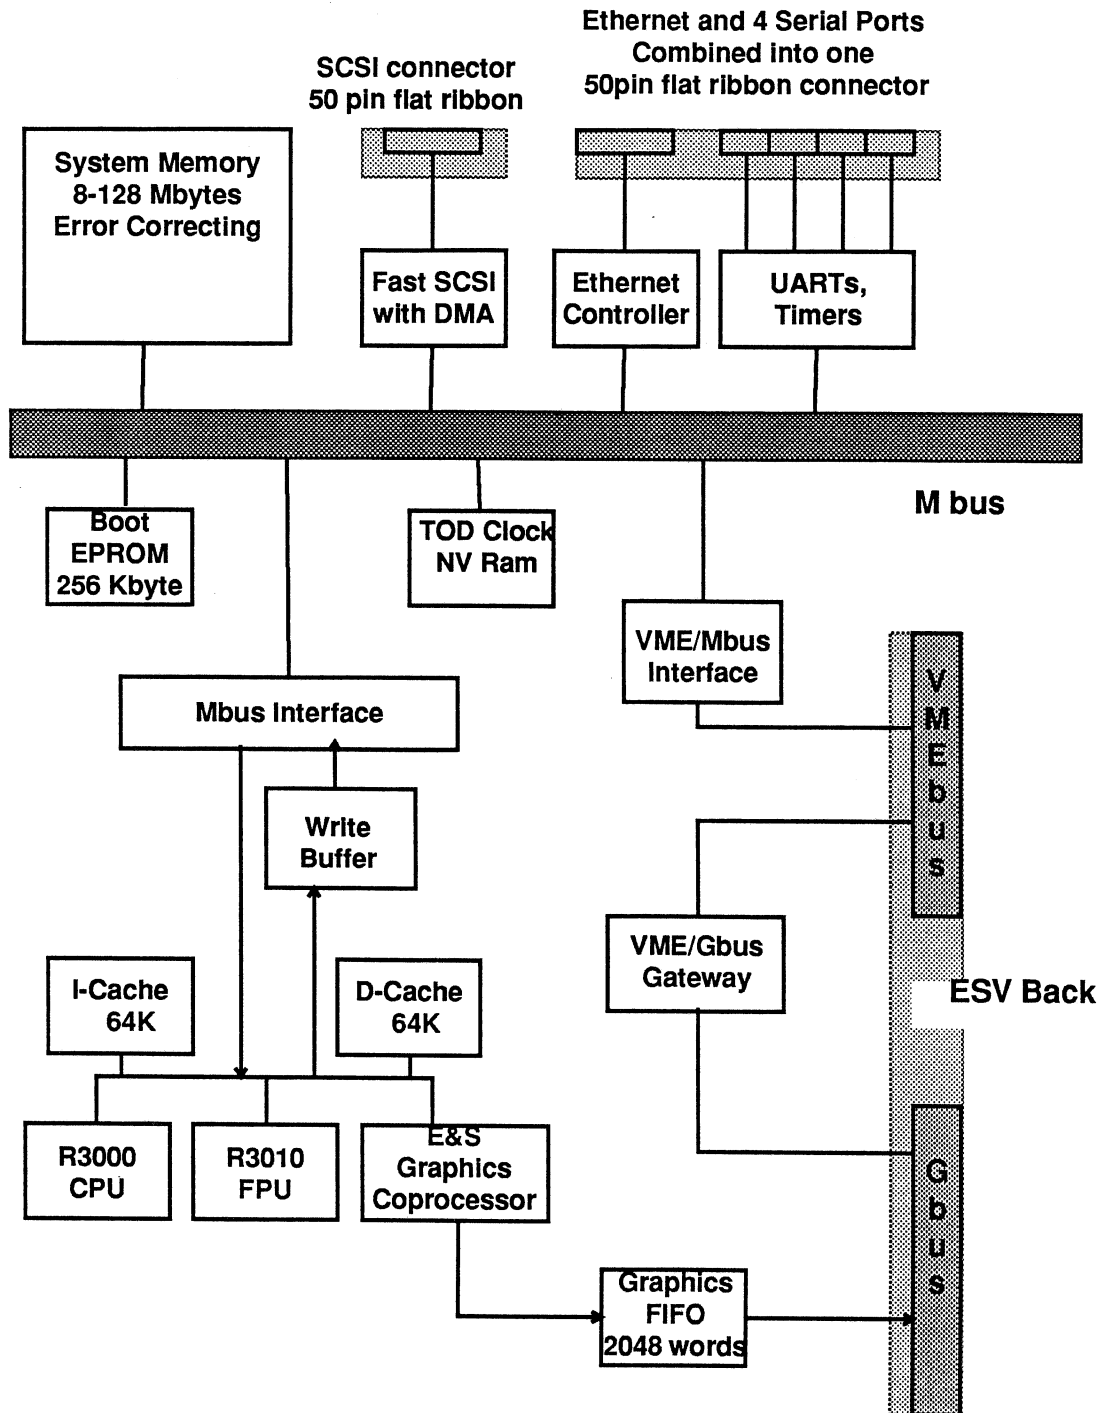 Ethernet and 4 Serial Ports
Combined into one
50pin flat ribbon connector
SCSI connector
50 pin flat ribbon
System Memory
8-128 Mbytes
Error Correcting
Fast SCSI
with DMA
Ethernet
Controller
UARTs,
Timers
M bus
Boot
EPROM
256 Kbyte
TOD Clock
NV Ram
VME/Mbus
Interface
VMEbus
Mbus Interface
Write
Buffer
VME/Gbus
Gateway
I-Cache
64K
D-Cache
64K
ESV Back
R3000
CPU
R3010
FPU
E&S
Graphics
Coprocessor
Gbus
Graphics
FIFO
2048 words